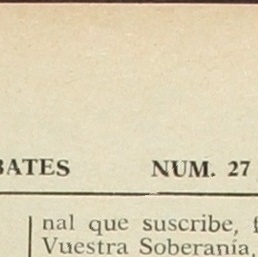 BATES NUM. 27
nal que suscribe,
Vuestra Soberanía,